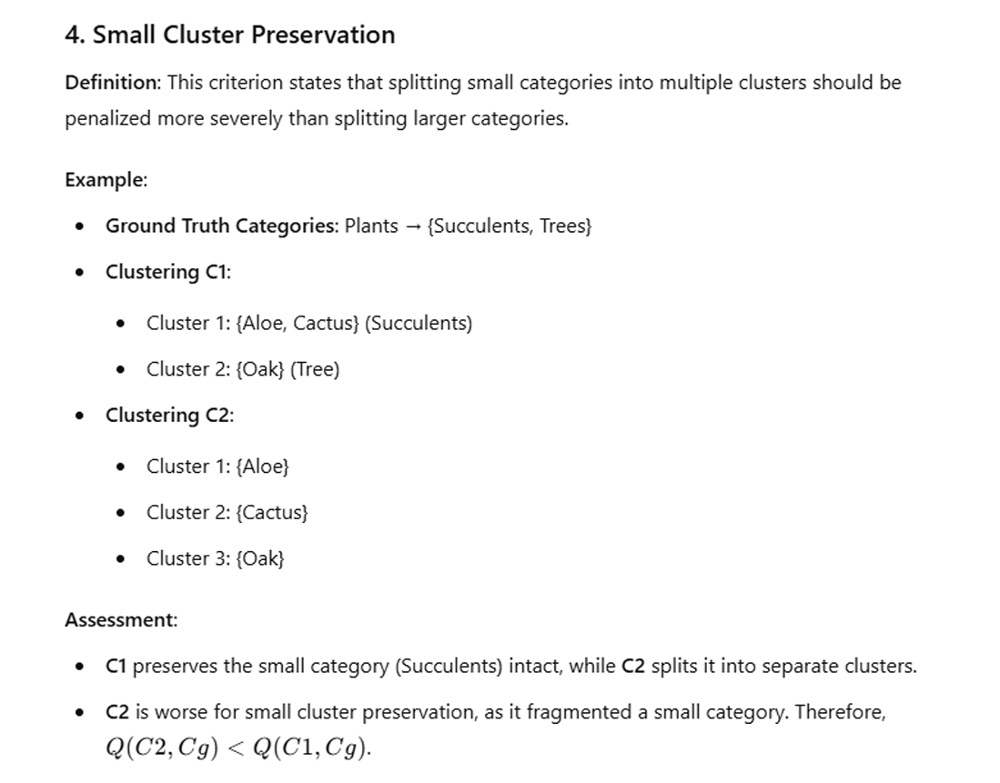 4. Small Cluster Preservation
Definition: This criterion states that splitting small categories into multiple clusters should be
penalized more severely than splitting larger categories.
Example:
• Ground Truth Categories: Plants → {Succulents, Trees}
• Clustering C1:
• Cluster 1: {Aloe, Cactus} (Succulents)
• Cluster 2: {Oak} (Tree)
• Clustering C2:
• Cluster 1: {Aloe}
• Cluster 2: {Cactus}
• Cluster 3: {Oak}
Assessment:
• C1 preserves the small category (Succulents) intact, while C2 splits it into separate clusters.
• C2 is worse for small cluster preservation, as it fragmented a small category. Therefore,
Q(C2, Cg) < Q(C1, Cg).